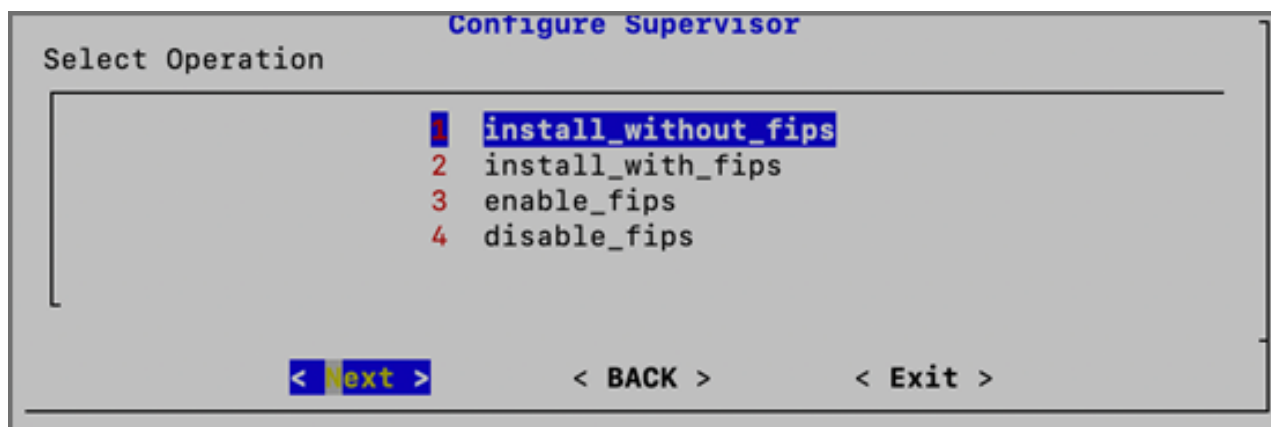 Configure Supervisor
Select Operation
1 install_without_fips
2 install_with_fips
3 enable_fips
4 disable_fips
< Next > < BACK > < Exit >